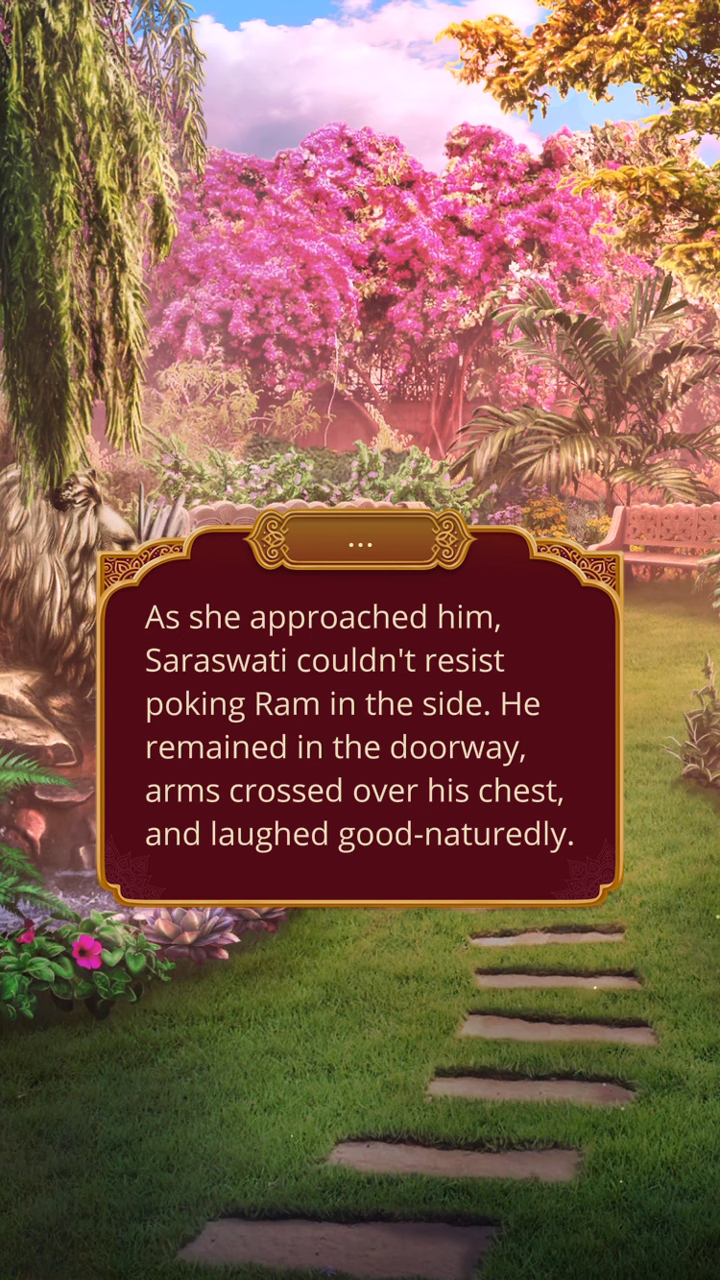 ...
As she approached him,
Saraswati couldn't resist
poking Ram in the side. He
remained in the doorway,
arms crossed over his chest,
and laughed good-naturedly.